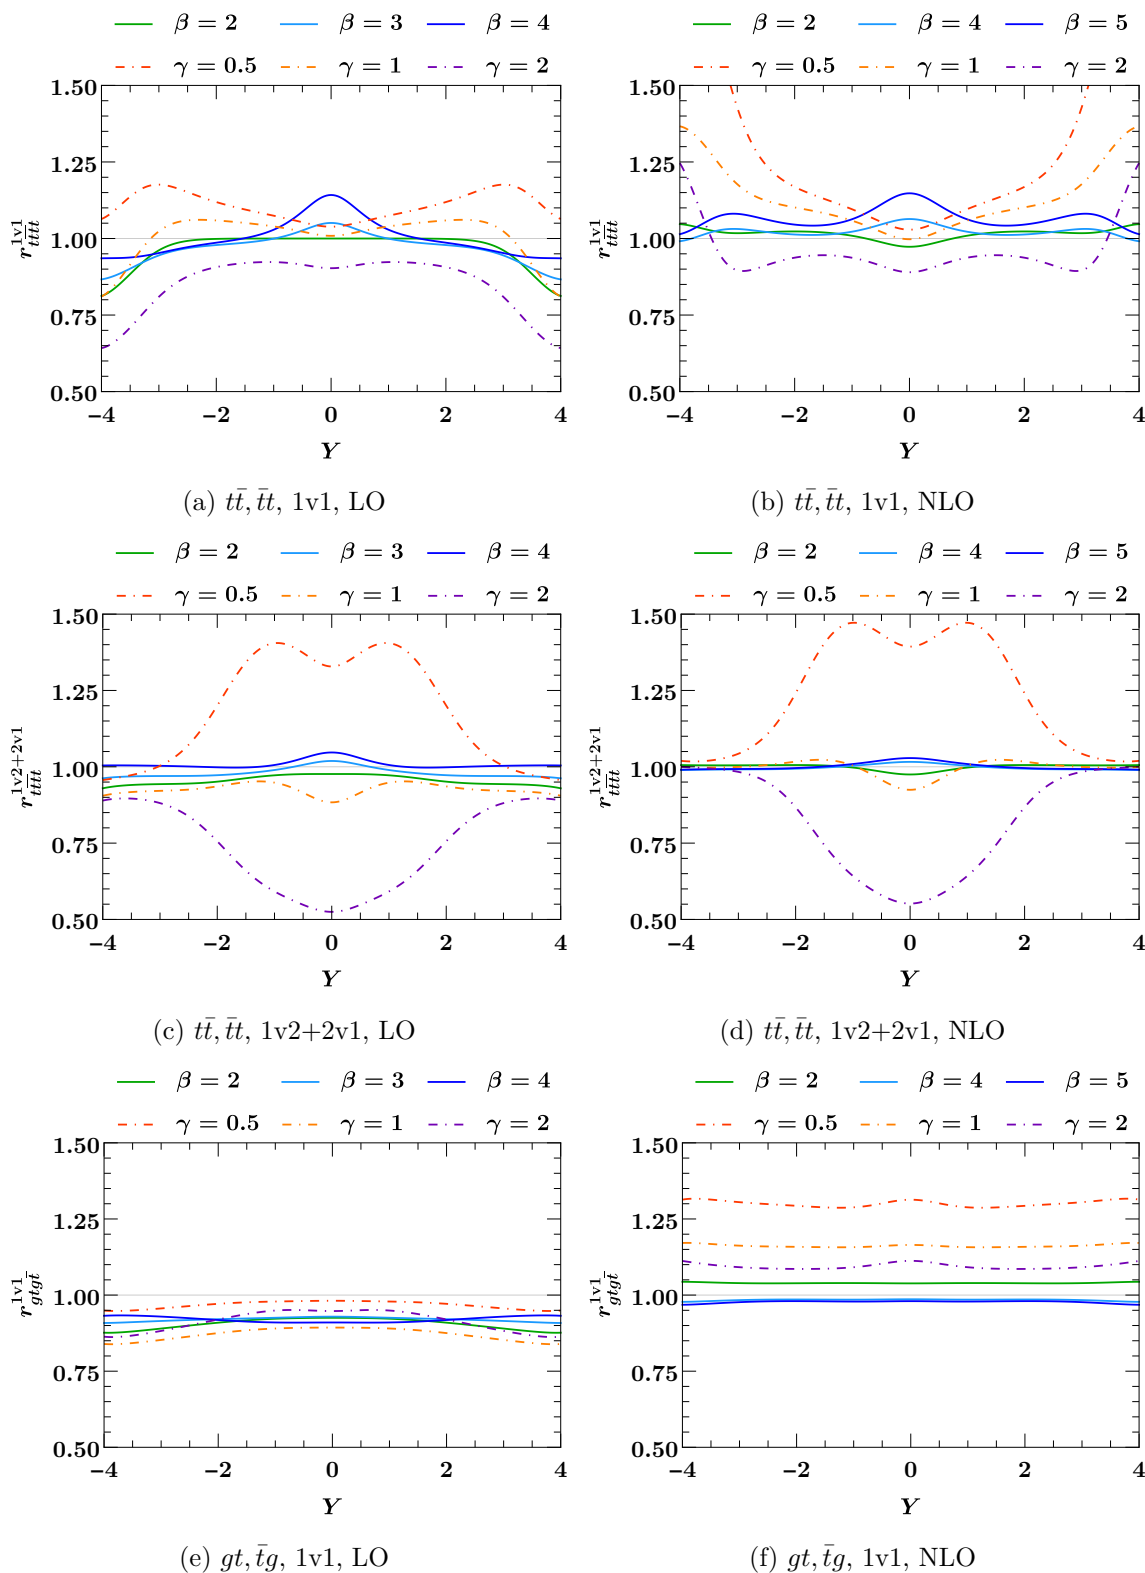 β = 2 β = 3 β = 4 β = 2 β = 4 β = 5
γ = 0.5 γ = 1 γ = 2 γ = 0.5 γ = 1 γ = 2
1.50 1.50
1.25 1.25
1.00 1.00
0.75 0.75
0.50 0.50
r^{1v1}_{tt̄t̄t} r^{1v1}_{tt̄t̄t}
−4 −2 0 2 4 −4 −2 0 2 4
Y Y
(a) tt̄, t̄t, 1v1, LO (b) tt̄, t̄t, 1v1, NLO
β = 2 β = 3 β = 4 β = 2 β = 4 β = 5
γ = 0.5 γ = 1 γ = 2 γ = 0.5 γ = 1 γ = 2
1.50 1.50
1.25 1.25
1.00 1.00
0.75 0.75
0.50 0.50
r^{1v2+2v1}_{tt̄t̄t} r^{1v2+2v1}_{tt̄t̄t}
−4 −2 0 2 4 −4 −2 0 2 4
Y Y
(c) tt̄, t̄t, 1v2+2v1, LO (d) tt̄, t̄t, 1v2+2v1, NLO
β = 2 β = 3 β = 4 β = 2 β = 4 β = 5
γ = 0.5 γ = 1 γ = 2 γ = 0.5 γ = 1 γ = 2
1.50 1.50
1.25 1.25
1.00 1.00
0.75 0.75
0.50 0.50
r^{1v1}_{gtgt̄} r^{1v1}_{gtgt̄}
−4 −2 0 2 4 −4 −2 0 2 4
Y Y
(e) gt, t̄g, 1v1, LO (f) gt, t̄g, 1v1, NLO